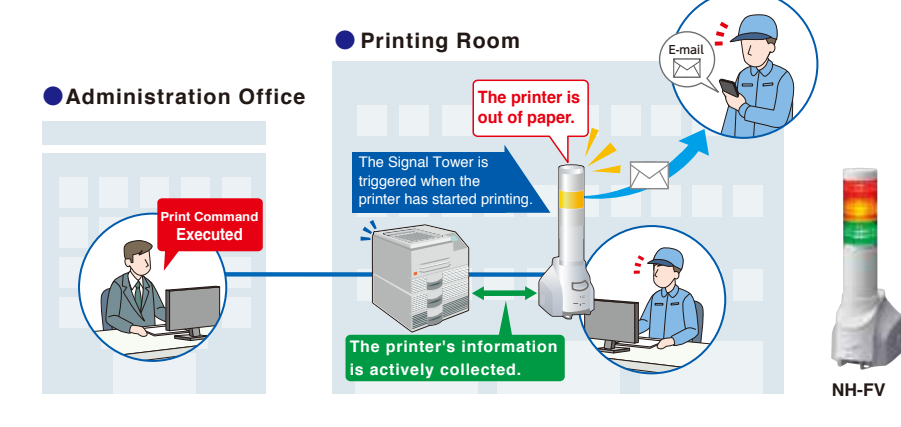 Printing Room
E-mail
Administration Office
The printer is
out of paper.
The Signal Tower is
triggered when the
printer has started printing.
Print Command
Executed
The printer's information
is actively collected.
NH-FV